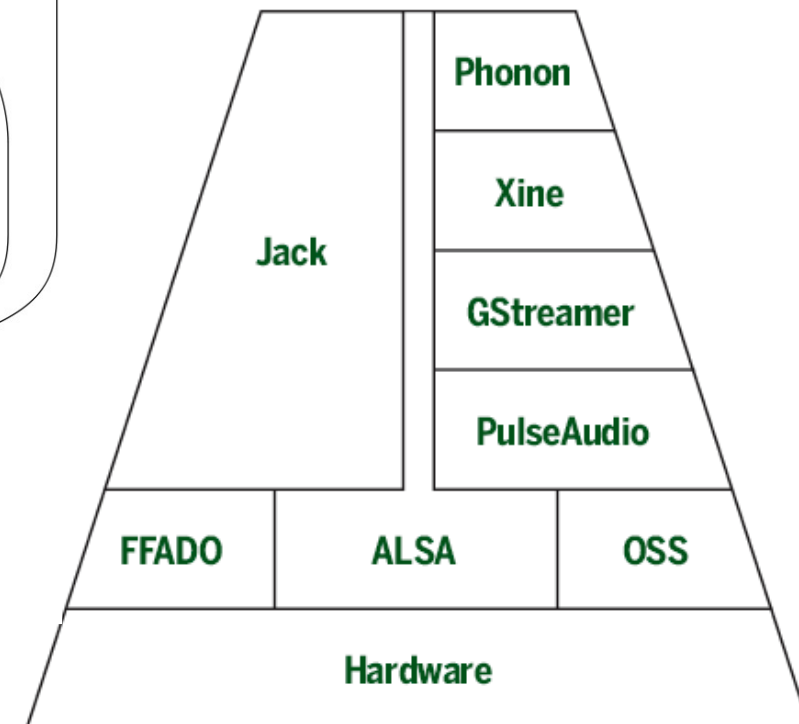 Phonon
Xine
Jack
GStreamer
PulseAudio
FFADO ALSA OSS
Hardware